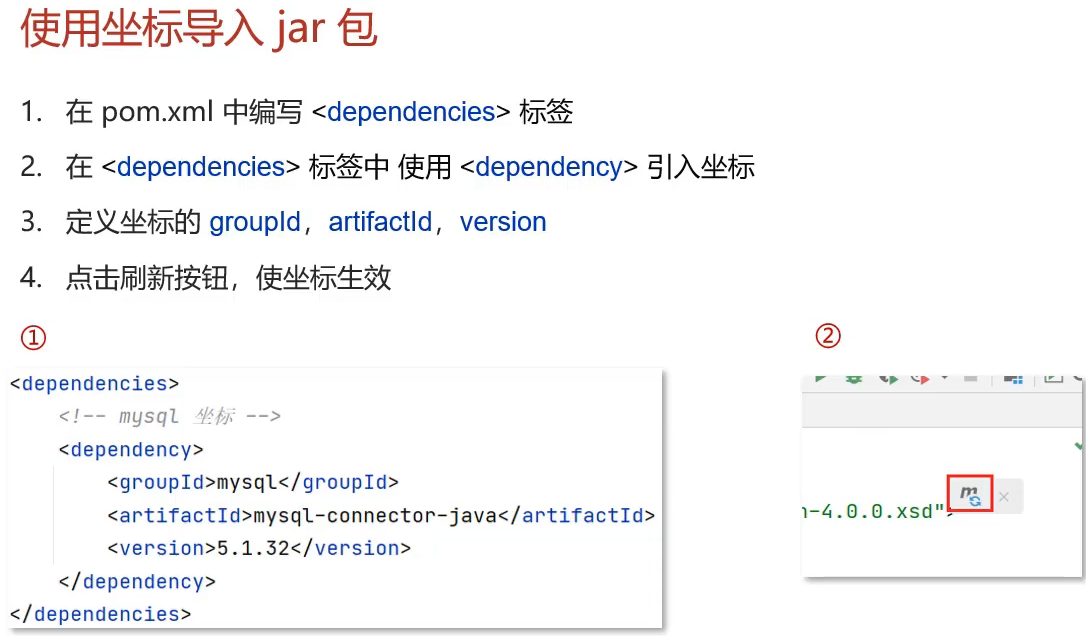 使用坐标导入 jar 包
1. 在 pom.xml 中编写 <dependencies> 标签
2. 在 <dependencies> 标签中 使用 <dependency> 引入坐标
3. 定义坐标的 groupId，artifactId，version
4. 点击刷新按钮，使坐标生效
①
<dependencies>
    <!-- mysql 坐标 -->
    <dependency>
        <groupId>mysql</groupId>
        <artifactId>mysql-connector-java</artifactId>
        <version>5.1.32</version>
    </dependency>
</dependencies>
②
m
n-4.0.0.xsd">